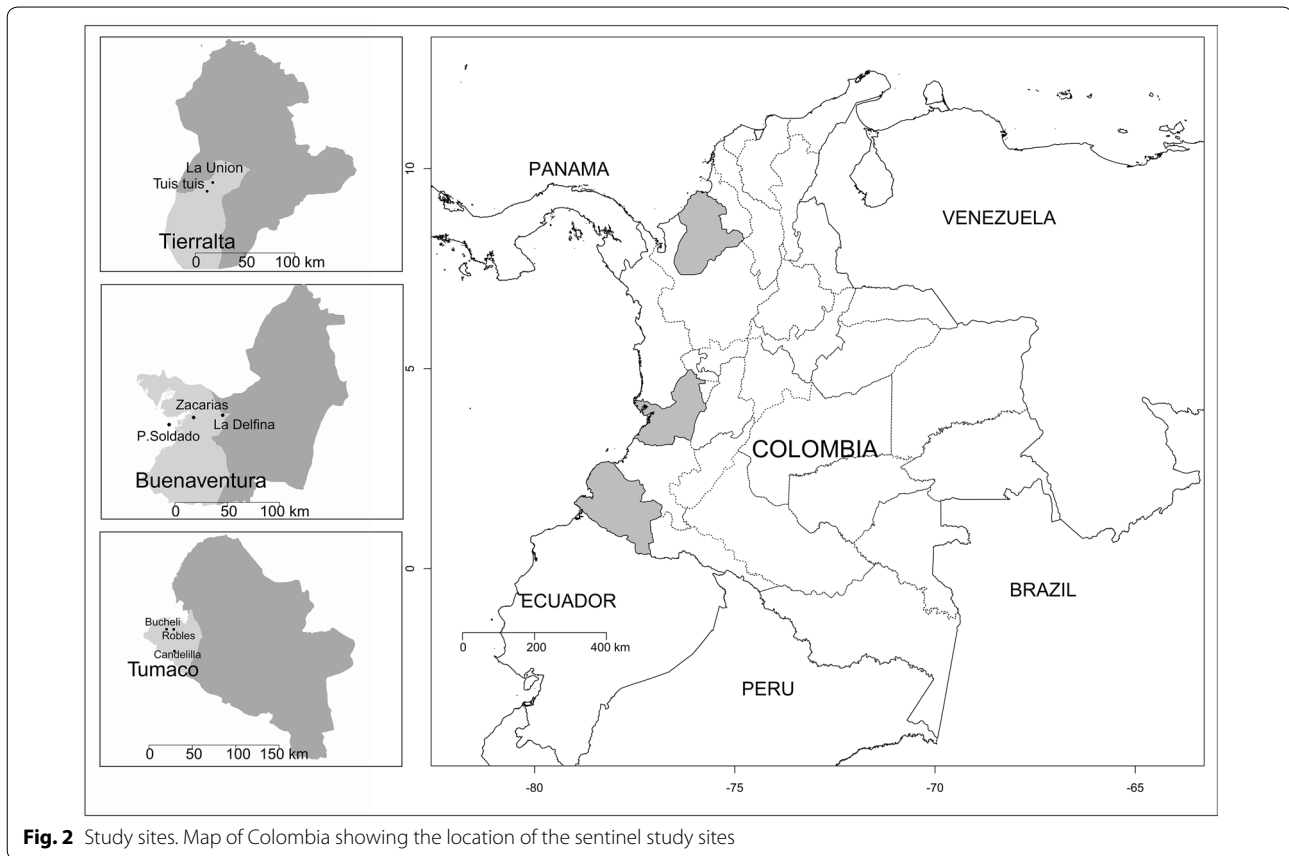 La Union
Tuis tuis
Tierralta
0 50 100 km
Zacarias
La Delfina
P.Soldado
Buenaventura
0 50 100 km
Bucheli
Robles
Candelilla
Tumaco
0 50 100 150 km
10
5
0
PANAMA
VENEZUELA
COLOMBIA
ECUADOR
BRAZIL
0 200 400 km
PERU
-80 -75 -70 -65
Fig. 2 Study sites. Map of Colombia showing the location of the sentinel study sites